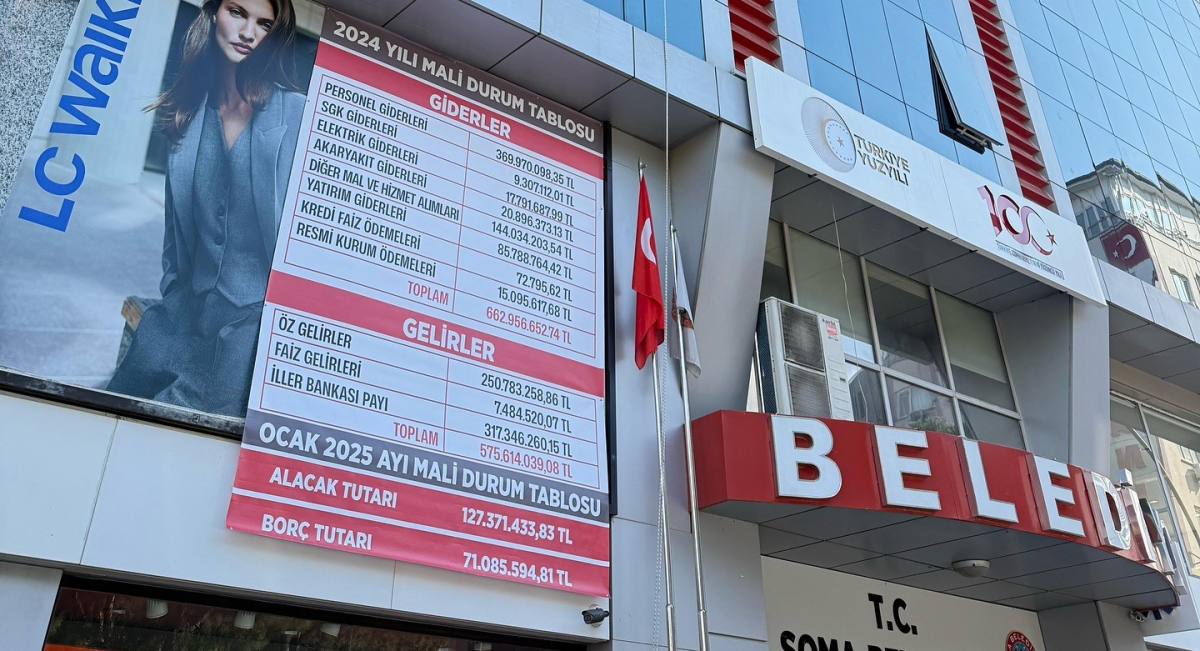 LC WAIKI
2024 YILI MALİ DURUM TABLOSU
GİDERLER
PERSONEL GİDERLERİ 369.970.098,35 TL
SGK GİDERLERİ 9.307.112,01 TL
ELEKTRİK GİDERLERİ 17.791.687,99 TL
AKARYAKIT GİDERLERİ 20.896.373,13 TL
DİĞER MAL VE HİZMET ALIMLARI 144.034.203,54 TL
YATIRIM GİDERLERİ 85.788.764,42 TL
KREDİ FAİZ ÖDEMELERİ 72.795,62 TL
RESMİ KURUM ÖDEMELERİ 15.095.617,68 TL
TOPLAM 662.956.652,74 TL
GELİRLER
ÖZ GELİRLER 250.783.258,86 TL
FAİZ GELİRLERİ 7.484.520,07 TL
İLLER BANKASI PAYI 317.346.260,15 TL
TOPLAM 575.614.039,08 TL
OCAK 2025 AYI MALİ DURUM TABLOSU
ALACAK TUTARI 127.371.433,83 TL
BORÇ TUTARI 71.085.594,81 TL
TÜRKİYE
YÜZYILI
100
BELEDİ
T.C.
SOMA BEL